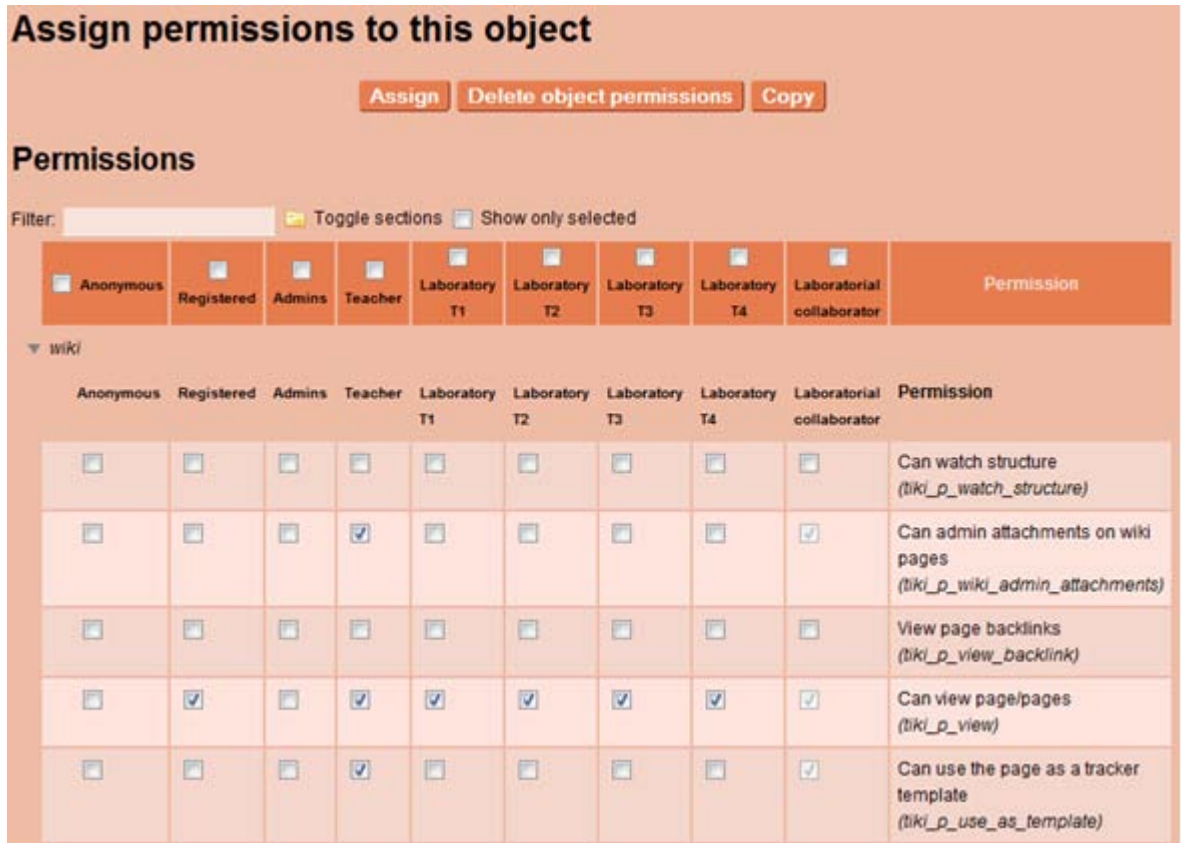 Assign permissions to this object
Assign Delete object permissions Copy
Permissions
Filter: Toggle sections Show only selected
Anonymous Registered Admins Teacher Laboratory T1 Laboratory T2 Laboratory T3 Laboratory T4 Laboratorial collaborator Permission
wiki
Anonymous Registered Admins Teacher Laboratory T1 Laboratory T2 Laboratory T3 Laboratory T4 Laboratorial collaborator Permission
Can watch structure
(tiki_p_watch_structure)
Can admin attachments on wiki
pages
(tiki_p_wiki_admin_attachments)
View page backlinks
(tiki_p_view_backlink)
Can view page/pages
(tiki_p_view)
Can use the page as a tracker
template
(tiki_p_use_as_template)